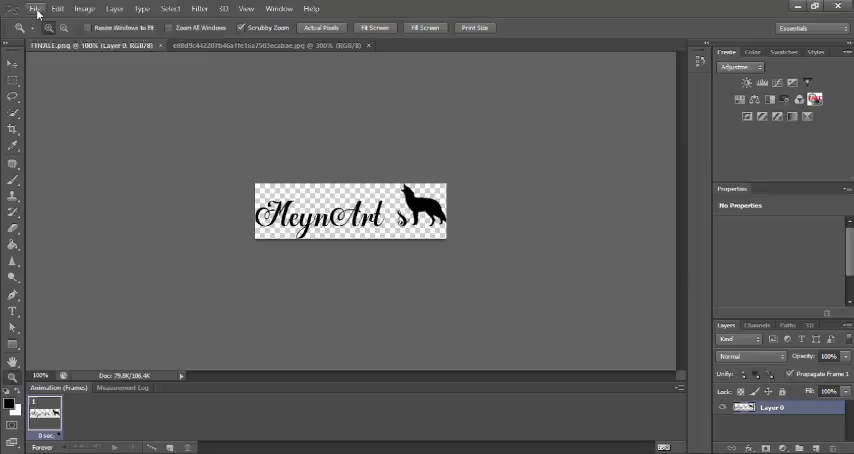 Ps File Edit Image Layer Type Select Filter 3D View Window Help
Resize Windows to Fit Zoom All Windows Scrubby Zoom Actual Pixels Fit Screen Fill Screen Print Size Essentials
FINALE.png @ 100% (Layer 0, RGB/8) × e88d9c442207b46a1fe16a7503ecabae.jpg @ 300% (RGB/8) ×
Create Color Swatches Styles
Adjustme...
MeynArt
Properties
No Properties
Layers Channels Paths 3D
Kind
Normal Opacity: 100%
Unify: Propagate Frame 1
Lock: Fill: 100%
Layer 0
100% Doc: 79.8K/106.4K
Animation (Frames) Measurement Log
1
0 sec.
Forever